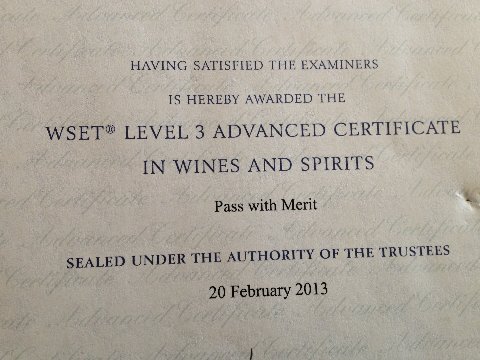 HAVING SATISFIED THE EXAMINERS
IS HEREBY AWARDED THE
WSET® LEVEL 3 ADVANCED CERTIFICATE
IN WINES AND SPIRITS
Pass with Merit
SEALED UNDER THE AUTHORITY OF THE TRUSTEES
20 February 2013